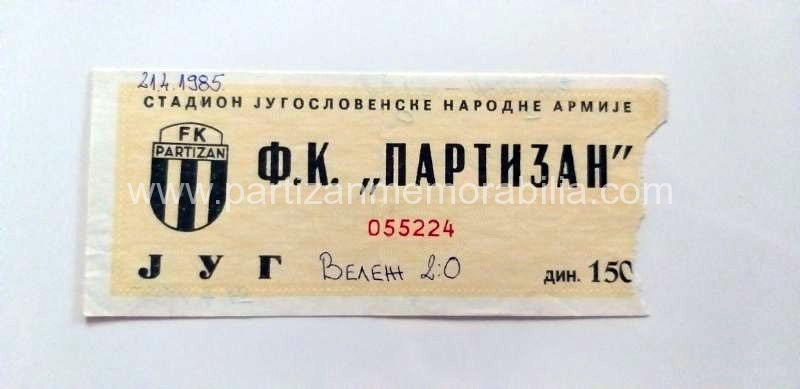 21.4.1985.
СТАДИОН ЈУГОСЛОВЕНСКЕ НАРОДНЕ АРМИЈЕ
FK
PARTIZAN
Ф.К. „ПАРТИЗАН”
www.partizanmemorabilia.com
055224
ЈУГ Вележ 2:0 ДИН. 150